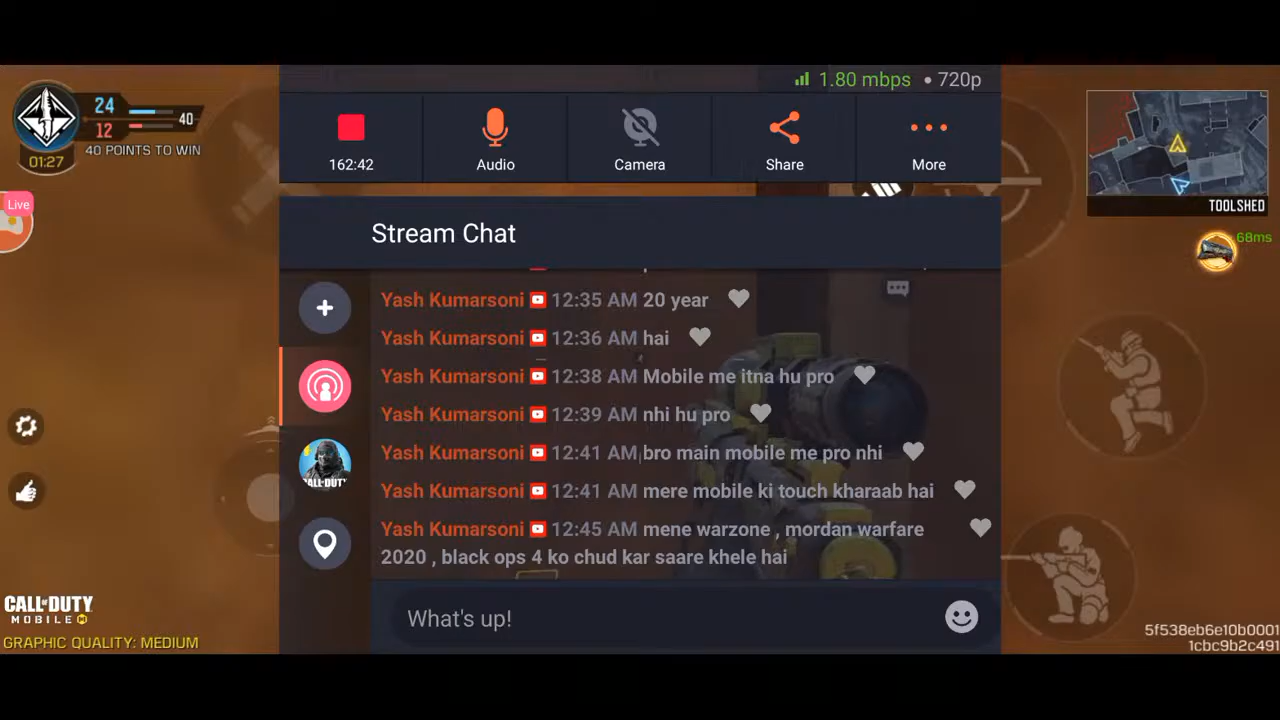 1.80 mbps • 720p
24
12
40
01:27
40 POINTS TO WIN
162:42
Audio
Camera
Share
More
TOOLSHED
68ms
Live
Stream Chat
Yash Kumarsoni 12:35 AM 20 year
Yash Kumarsoni 12:36 AM hai
Yash Kumarsoni 12:38 AM Mobile me itna hu pro
Yash Kumarsoni 12:39 AM nhi hu pro
Yash Kumarsoni 12:41 AM bro main mobile me pro nhi
Yash Kumarsoni 12:41 AM mere mobile ki touch kharaab hai
Yash Kumarsoni 12:45 AM mene warzone , mordan warfare
2020 , black ops 4 ko chud kar saare khele hai
What's up!
CALL OF DUTY
MOBILE
GRAPHIC QUALITY: MEDIUM
5f538eb6e10b0001
1cbc9b2c491